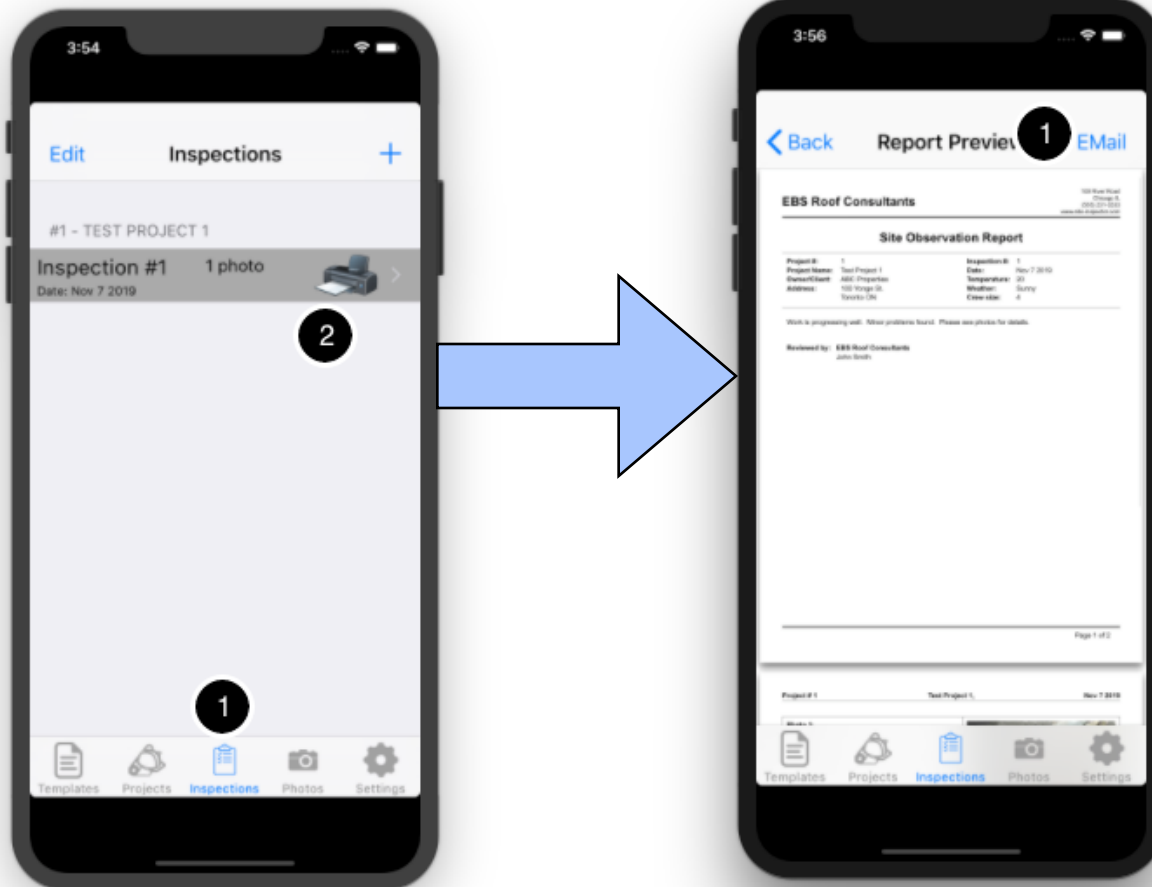 3:54
Edit
Inspections
+
#1 - TEST PROJECT 1
Inspection #1 1 photo
Date: Nov 7 2019
2
1
Templates Projects Inspections Photos Settings
3:56
Back
Report Preview
1
EMail
EBS Roof Consultants
Site Observation Report
Project #: 1
Project Name: Test Project 1
Owner/Client: ABC Properties
Address: 100 Yonge St.
Toronto ON
Inspection #: 1
Date: Nov 7 2019
Temperature: 20
Weather: Sunny
Crew size: 4
Work is progressing well. Minor problems found. Please see photos for details.
Reviewed by: EBS Roof Consultants
John Smith
Page 1 of 2
Project # 1 Test Project 1, Nov 7 2019
Templates Projects Inspections Photos Settings